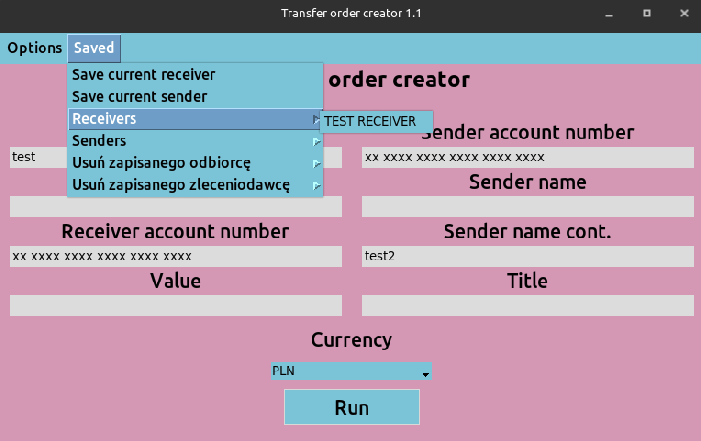 Transfer order creator 1.1
Options Saved
order creator
Save current receiver
Save current sender
Receivers
TEST RECEIVER
Senders
Usuń zapisanego odbiorcę
Usuń zapisanego zleceniodawcę
Sender account number
test
xx xxxx xxxx xxxx xxxx xxxx
Sender name
Receiver account number
Sender name cont.
xx xxxx xxxx xxxx xxxx xxxx
test2
Value
Title
Currency
PLN
Run